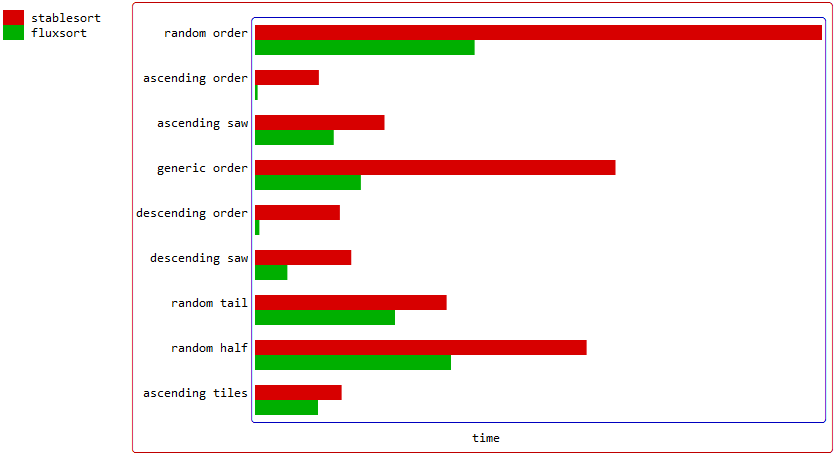 stablesort
fluxsort
random order
ascending order
ascending saw
generic order
descending order
descending saw
random tail
random half
ascending tiles
time